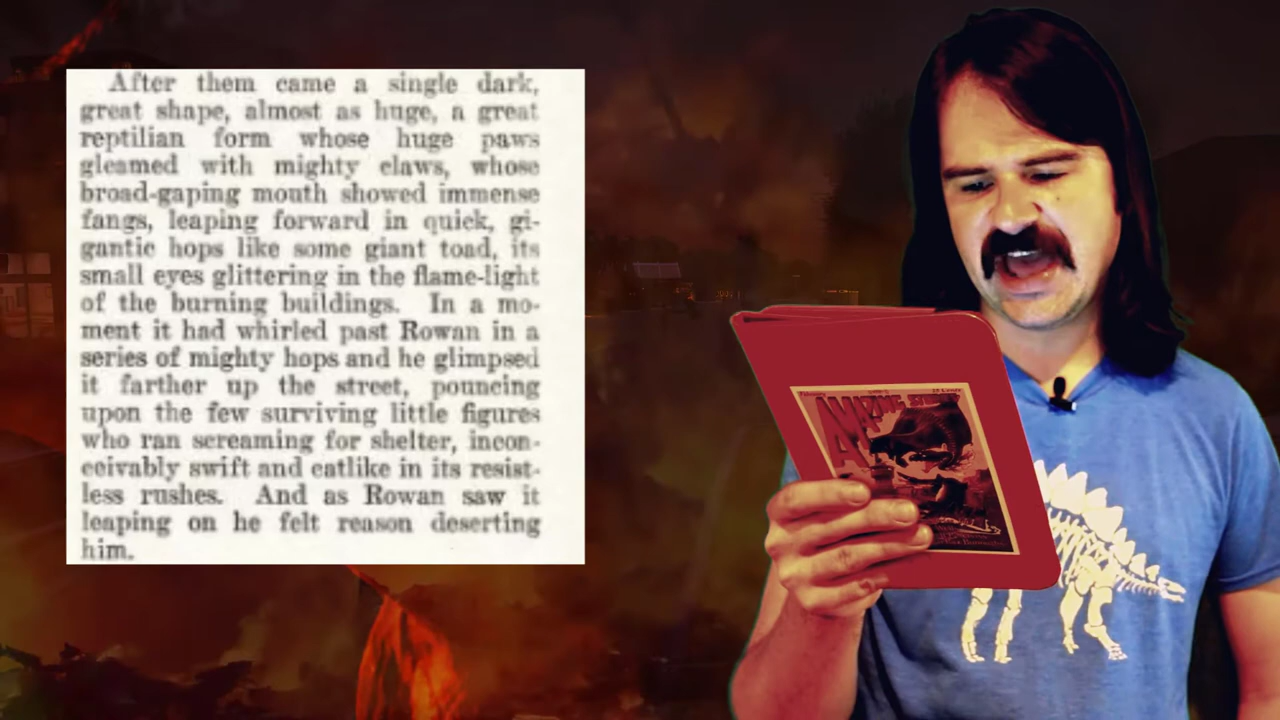 After them came a single dark,
great shape, almost as huge, a great
reptilian form whose huge paws
gleamed with mighty claws, whose
broad-gaping mouth showed immense
fangs, leaping forward in quick, gi-
gantic hops like some giant toad, its
small eyes glittering in the flame-light
of the burning buildings. In a mo-
ment it had whirled past Rowan in a
series of mighty hops and he glimpsed
it farther up the street, pouncing
upon the few surviving little figures
who ran screaming for shelter, incon-
ceivably swift and catlike in its resist-
less rushes. And as Rowan saw it
leaping on he felt reason deserting
him.
AMAZING STORIES